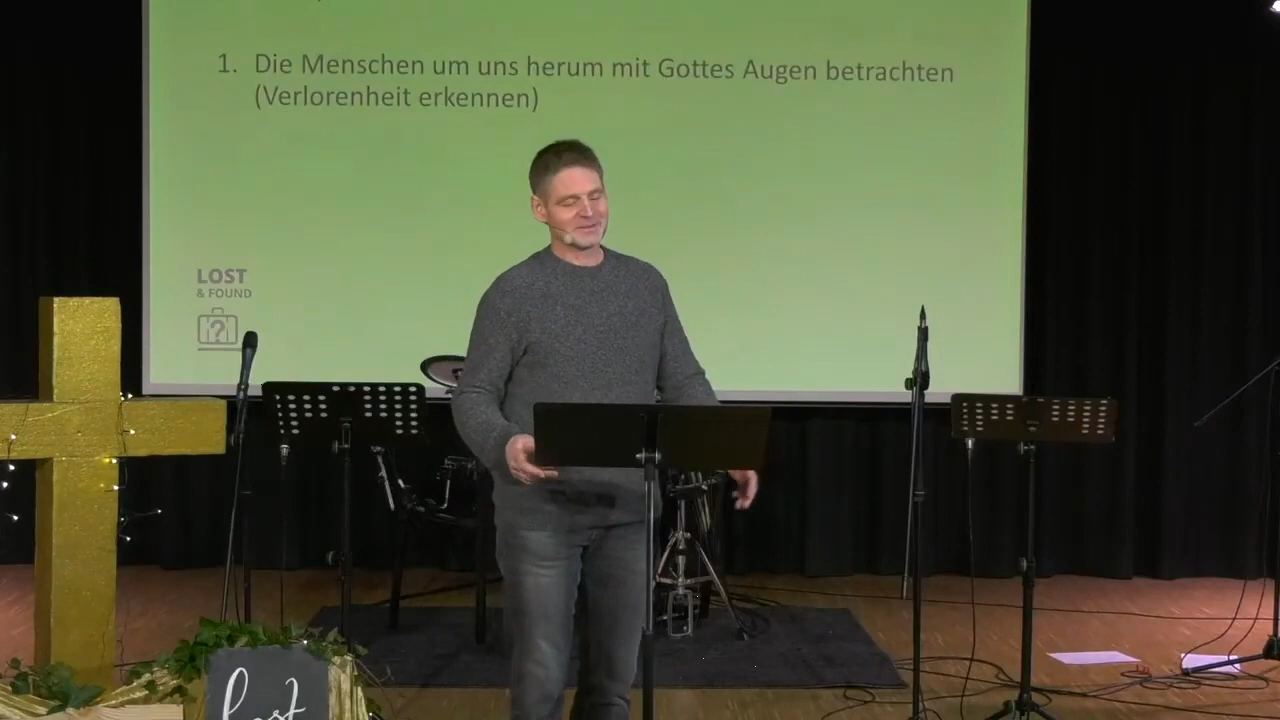 1. Die Menschen um uns herum mit Gottes Augen betrachten
(Verlorenheit erkennen)
LOST
& FOUND
?
Lost